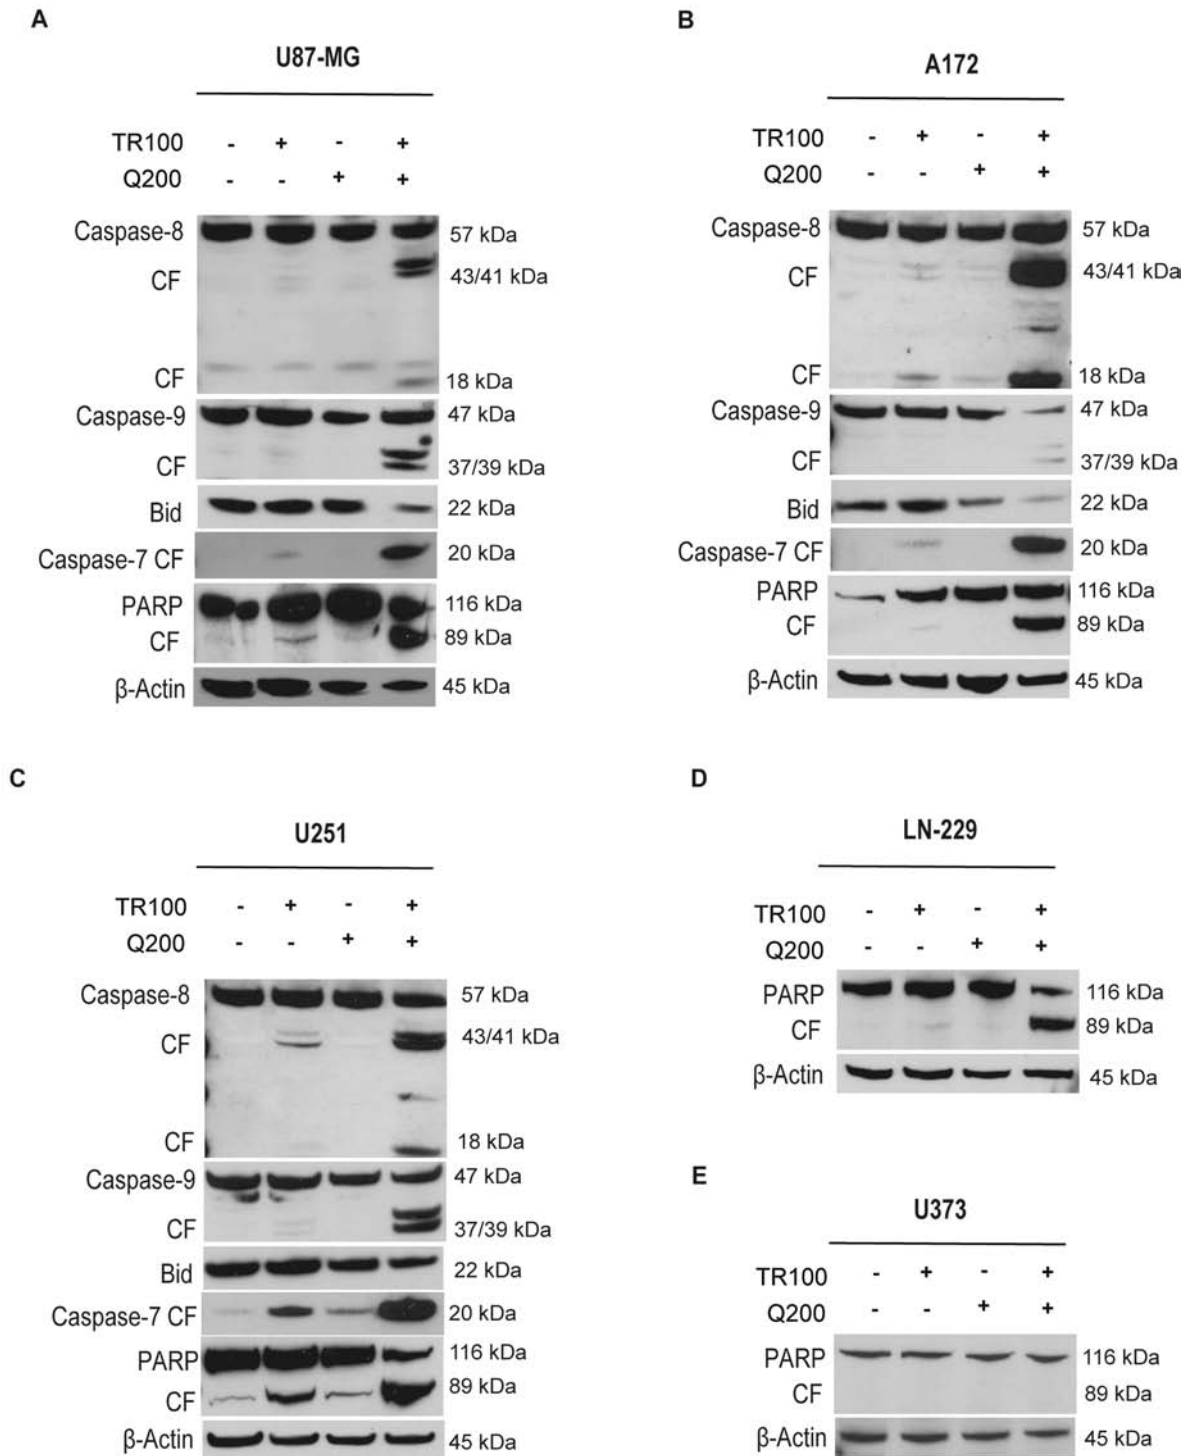 A
U87-MG
TR100 - + - +
Q200 - - + +
Caspase-8 57 kDa
CF 43/41 kDa
CF 18 kDa
Caspase-9 47 kDa
CF 37/39 kDa
Bid 22 kDa
Caspase-7 CF 20 kDa
PARP 116 kDa
CF 89 kDa
β-Actin 45 kDa
B
A172
TR100 - + - +
Q200 - - + +
Caspase-8 57 kDa
CF 43/41 kDa
CF 18 kDa
Caspase-9 47 kDa
CF 37/39 kDa
Bid 22 kDa
Caspase-7 CF 20 kDa
PARP 116 kDa
CF 89 kDa
β-Actin 45 kDa
C
U251
TR100 - + - +
Q200 - - + +
Caspase-8 57 kDa
CF 43/41 kDa
CF 18 kDa
Caspase-9 47 kDa
CF 37/39 kDa
Bid 22 kDa
Caspase-7 CF 20 kDa
PARP 116 kDa
CF 89 kDa
β-Actin 45 kDa
D
LN-229
TR100 - + - +
Q200 - - + +
PARP 116 kDa
CF 89 kDa
β-Actin 45 kDa
E
U373
TR100 - + - +
Q200 - - + +
PARP 116 kDa
CF 89 kDa
β-Actin 45 kDa